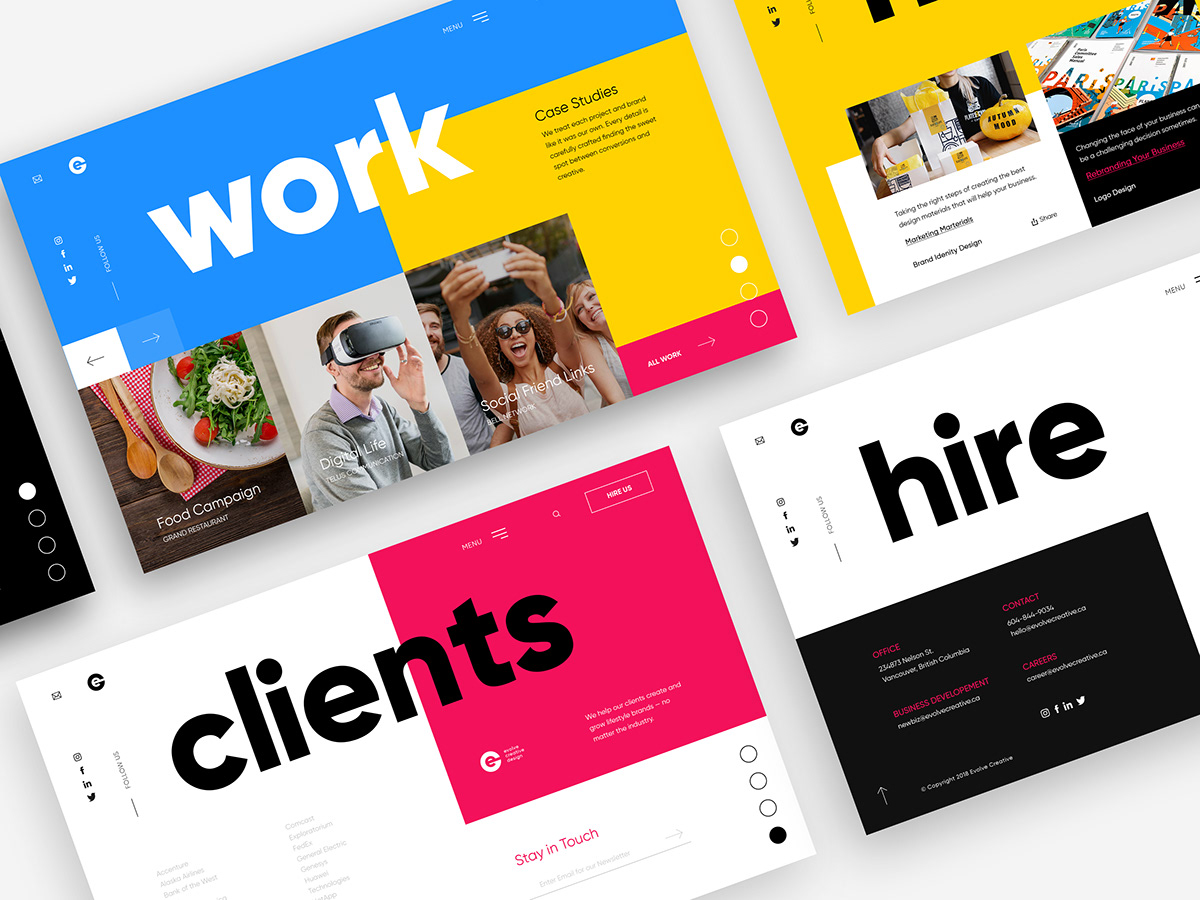 MENU
work
FOLLOW US
Case Studies
We treat each project and brand
like it was our own. Every detail is
carefully crafted finding the sweet
spot between conversions and
creative.
Food Campaign
GRAND RESTAURANT
Digital Life
TELUS COMMUNICATION
Social Friend Links
BELL NETWORK
ALL WORK
FOLLOW
AUTUMN
MOOD
Paris
Committee
Sales
Manual
PARIS
PARIS
Taking the right steps of creating the best
design materials that will help your business.
Marketing Marterials
Brand Idenity Design
Share
Changing the face of your business can
be a challenging decision sometimes.
Rebranding Your Business
Logo Design
MENU
HIRE US
clients
FOLLOW US
We help our clients create and
grow lifestyle brands — no
matter the industry.
evolve
creative
design
Accenture
Alaska Airlines
Bank of the West
Comcast
Exploratorium
FedEx
General Electric
Genesys
Huawei
Technologies
Stay in Touch
Enter Email for our Newsletter
MENU
hire
FOLLOW US
OFFICE
234873 Nelson St.
Vancouver, British Columbia
BUSINESS DEVELOPEMENT
newbiz@evolvecreative.ca
CONTACT
604-844-9034
hello@evolvecreative.ca
CAREERS
career@evolvecreative.ca
© Copyright 2018 Evolve Creative